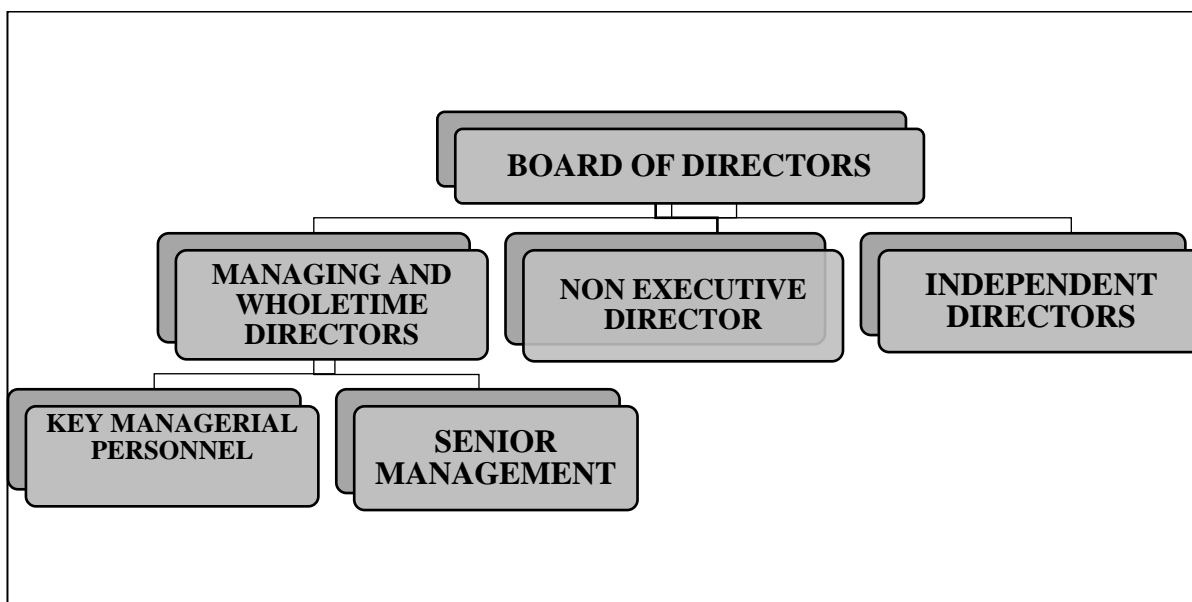 BOARD OF DIRECTORS
MANAGING AND
WHOLETIME
DIRECTORS
NON EXECUTIVE
DIRECTOR
INDEPENDENT
DIRECTORS
KEY MANAGERIAL
PERSONNEL
SENIOR
MANAGEMENT